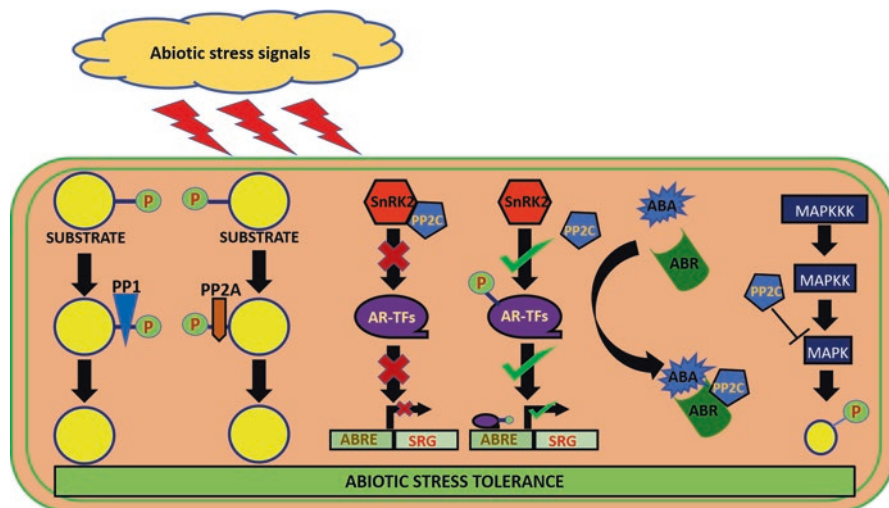 Abiotic stress signals
P
P
SUBSTRATE
SUBSTRATE
PP1
P
PP2A
P
SnRK2
PP2C
AR-TFs
ABRE
SRG
SnRK2
PP2C
P
AR-TFs
ABRE
SRG
ABA
ABR
ABA
PP2C
ABR
MAPKKK
MAPKK
PP2C
MAPK
P
ABIOTIC STRESS TOLERANCE